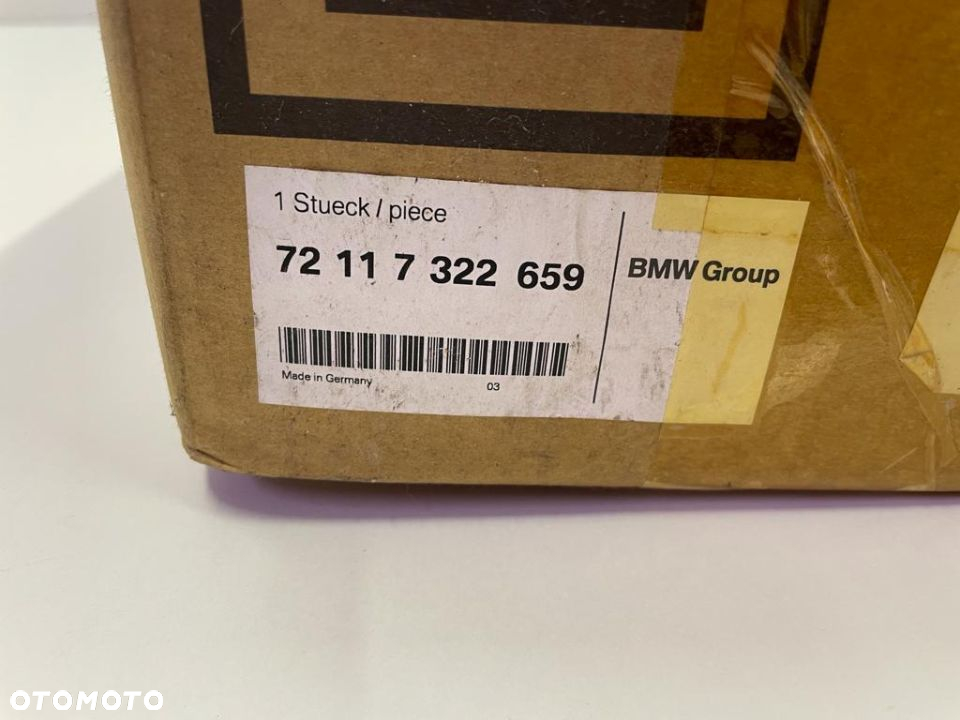 1 Stueck / piece
72 11 7 322 659
BMW Group
Made in Germany
03
OTOMOTO